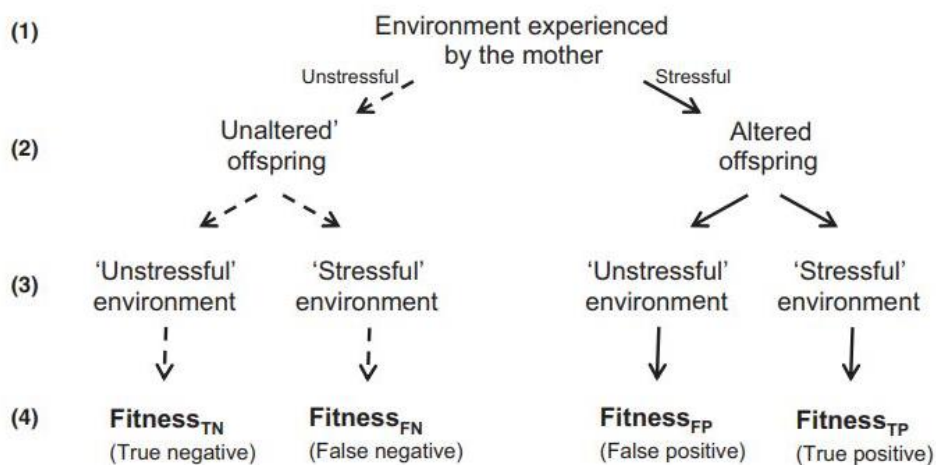 (1)
Environment experienced
by the mother
Unstressful
Stressful
(2)
Unaltered’
offspring
Altered
offspring
(3)
‘Unstressful’
environment
‘Stressful’
environment
‘Unstressful’
environment
‘Stressful’
environment
(4)
FitnessTN
(True negative)
FitnessFN
(False negative)
FitnessFP
(False positive)
FitnessTP
(True positive)